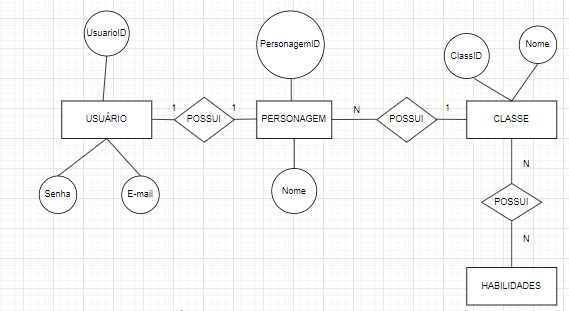 UsuarioID
PersonagemID
ClassID
Nome
USUÁRIO
1
POSSUI
1
PERSONAGEM
N
POSSUI
1
CLASSE
Senha
E-mail
Nome
N
POSSUI
N
HABILIDADES